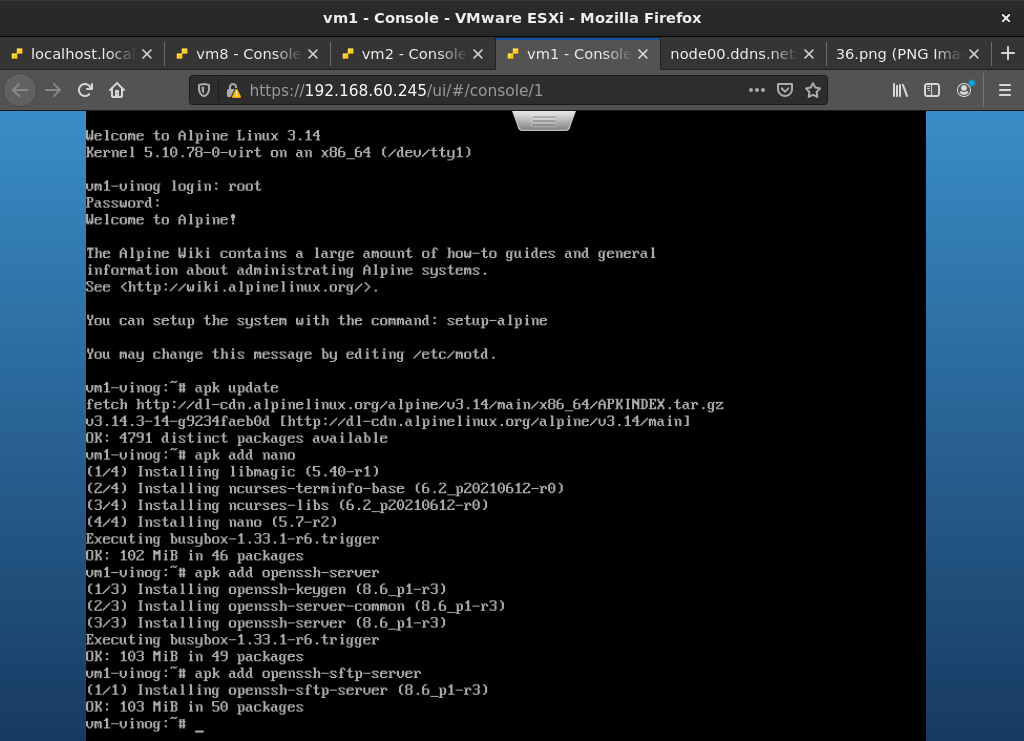 vm1 - Console - VMware ESXi - Mozilla Firefox
localhost.loca
vm8 - Console
vm2 - Console
vm1 - Console
node00.ddns.net
36.png (PNG Ima
https://192.168.60.245/ui/#/console/1
Welcome to Alpine Linux 3.14
Kernel 5.10.78-0-virt on an x86_64 (/dev/tty1)
vm1-vinog login: root
Password:
Welcome to Alpine!
The Alpine Wiki contains a large amount of how-to guides and general
information about administrating Alpine systems.
See <http://wiki.alpinelinux.org/>.
You can setup the system with the command: setup-alpine
You may change this message by editing /etc/motd.
vm1-vinog:~# apk update
fetch http://dl-cdn.alpinelinux.org/alpine/v3.14/main/x86_64/APKINDEX.tar.gz
v3.14.3-14-g9234faeb0d [http://dl-cdn.alpinelinux.org/alpine/v3.14/main]
OK: 4791 distinct packages available
vm1-vinog:~# apk add nano
(1/4) Installing libmagic (5.40-r1)
(2/4) Installing ncurses-terminfo-base (6.2_p20210612-r0)
(3/4) Installing ncurses-libs (6.2_p20210612-r0)
(4/4) Installing nano (5.7-r2)
Executing busybox-1.33.1-r6.trigger
OK: 102 MiB in 46 packages
vm1-vinog:~# apk add openssh-server
(1/3) Installing openssh-keygen (8.6_p1-r3)
(2/3) Installing openssh-server-common (8.6_p1-r3)
(3/3) Installing openssh-server (8.6_p1-r3)
Executing busybox-1.33.1-r6.trigger
OK: 103 MiB in 49 packages
vm1-vinog:~# apk add openssh-sftp-server
(1/1) Installing openssh-sftp-server (8.6_p1-r3)
OK: 103 MiB in 50 packages
vm1-vinog:~# _